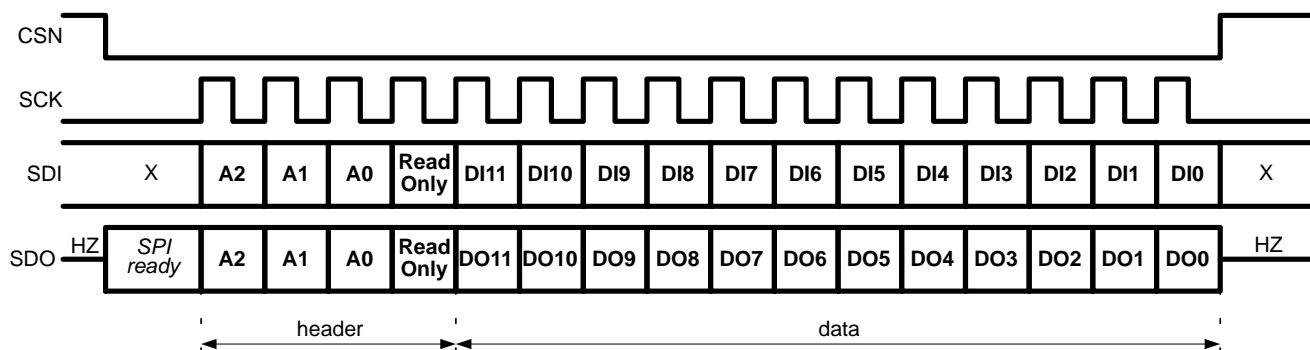 CSN
SCK
SDI X A2 A1 A0 Read Only DI11 DI10 DI9 DI8 DI7 DI6 DI5 DI4 DI3 DI2 DI1 DI0 X
SDO HZ SPI ready A2 A1 A0 Read Only DO11 DO10 DO9 DO8 DO7 DO6 DO5 DO4 DO3 DO2 DO1 DO0 HZ
header data